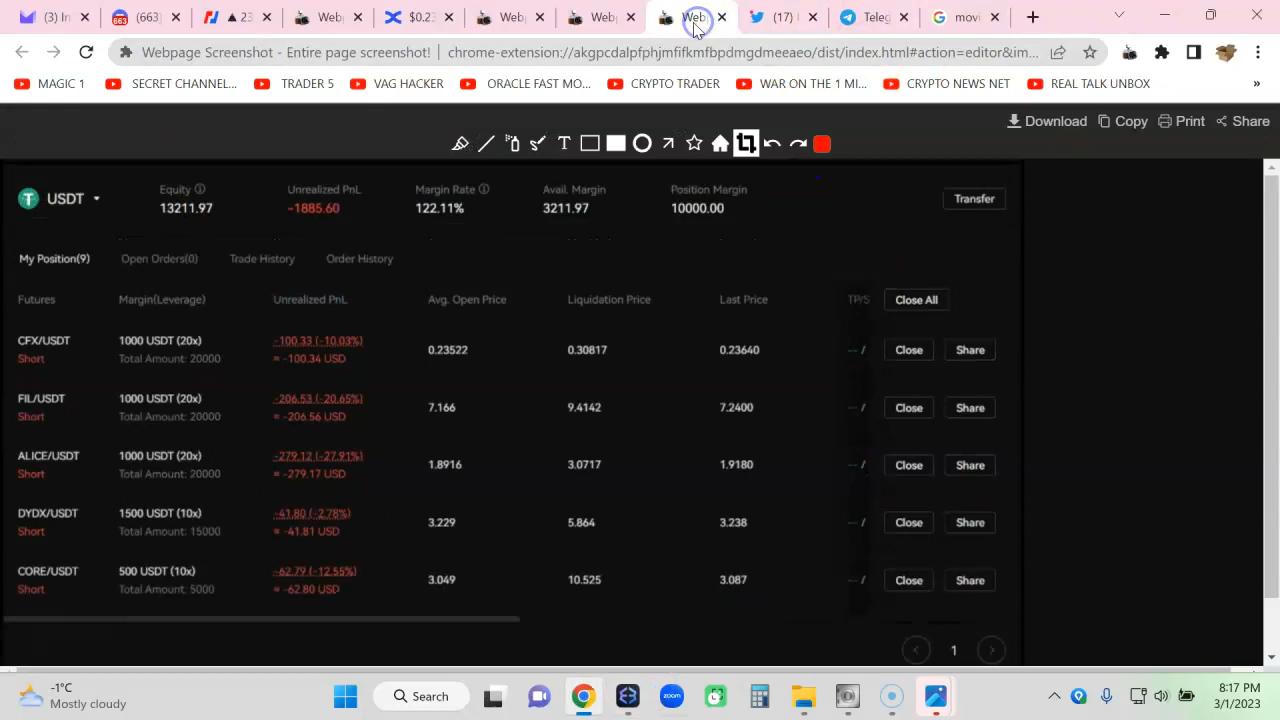 (3) In
663 (663
▲ 23
Web
$0.23
Web
Web
Web
(17)
Teleg
movi
Webpage Screenshot - Entire page screenshot! chrome-extension://akgpcdalpfphjmfifkmfbpdmgdmeeaeo/dist/index.html#action=editor&im...
MAGIC 1 SECRET CHANNEL... TRADER 5 VAG HACKER ORACLE FAST MO... CRYPTO TRADER WAR ON THE 1 MI... CRYPTO NEWS NET REAL TALK UNBOX »
Download Copy Print Share
T
USDT
Equity Unrealized PnL Margin Rate Avail. Margin Position Margin
13211.97 -1885.60 122.11% 3211.97 10000.00
Transfer
My Position(9) Open Orders(0) Trade History Order History
Futures Margin(Leverage) Unrealized PnL Avg. Open Price Liquidation Price Last Price TP/S Close All
CFX/USDT 1000 USDT (20x) -100.33 (-10.03%) 0.23522 0.30817 0.23640 -- / Close Share
Short Total Amount: 20000 ≈ -100.34 USD
FIL/USDT 1000 USDT (20x) -206.53 (-20.65%) 7.166 9.4142 7.2400 -- / Close Share
Short Total Amount: 20000 ≈ -206.56 USD
ALICE/USDT 1000 USDT (20x) -279.12 (-27.91%) 1.8916 3.0717 1.9180 -- / Close Share
Short Total Amount: 20000 ≈ -279.17 USD
DYDX/USDT 1500 USDT (10x) -41.80 (-2.78%) 3.229 5.864 3.238 -- / Close Share
Short Total Amount: 15000 ≈ -41.81 USD
CORE/USDT 500 USDT (10x) -62.79 (-12.55%) 3.049 10.525 3.087 -- / Close Share
Short Total Amount: 5000 ≈ -62.80 USD
< 1 >
-1°C
Mostly cloudy
Search
zoom
8:17 PM
3/1/2023